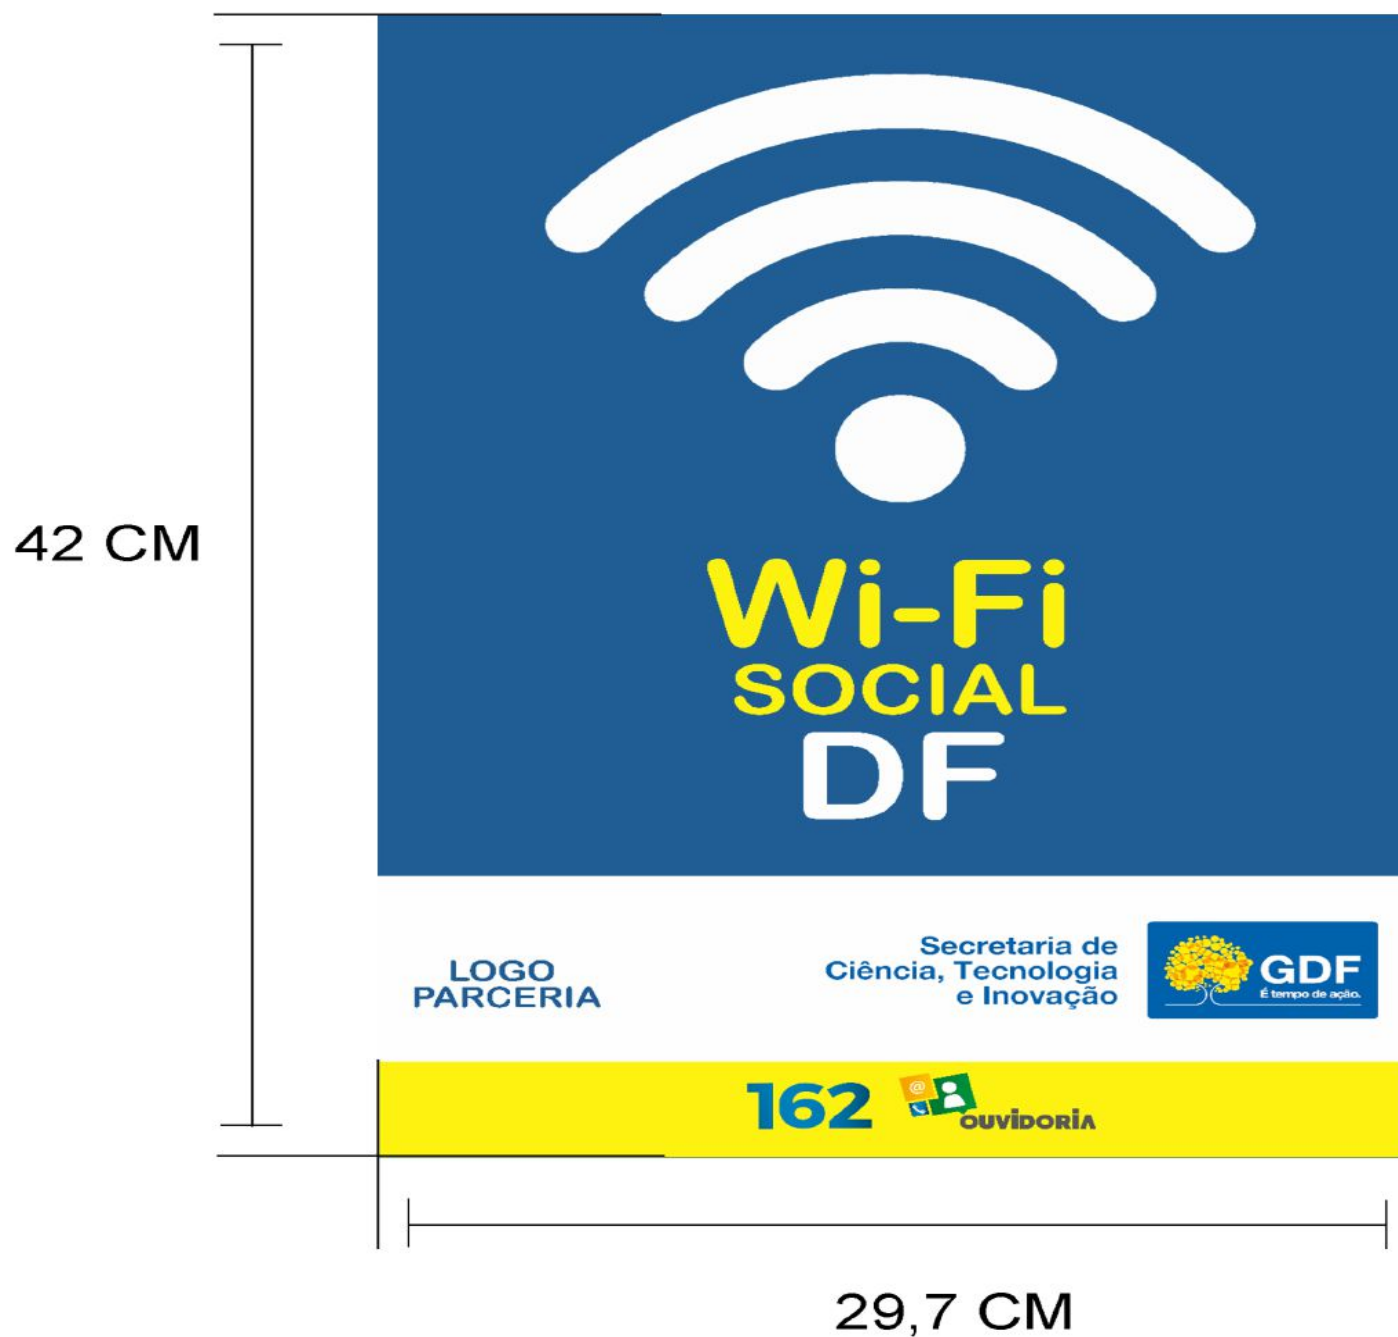 42 CM
Wi-Fi
SOCIAL
DF
LOGO
PARCERIA
Secretaria de
Ciência, Tecnologia
e Inovação
GDF
É tempo de ação.
162
@
OUVIDORIA
29,7 CM